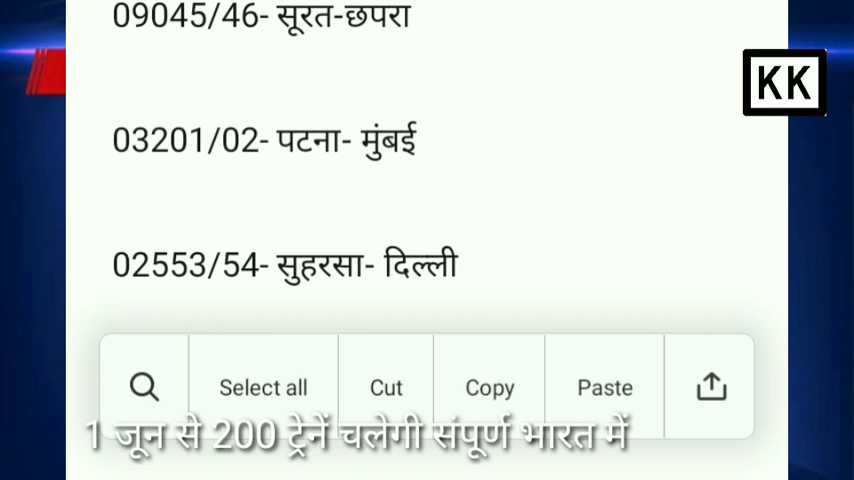 09045/46- सूरत-छपरा
KK
03201/02- पटना- मुंबई
02553/54- सुहरसा- दिल्ली
Select all Cut Copy Paste
1 जून से 200 ट्रेनें चलेगी संपूर्ण भारत में